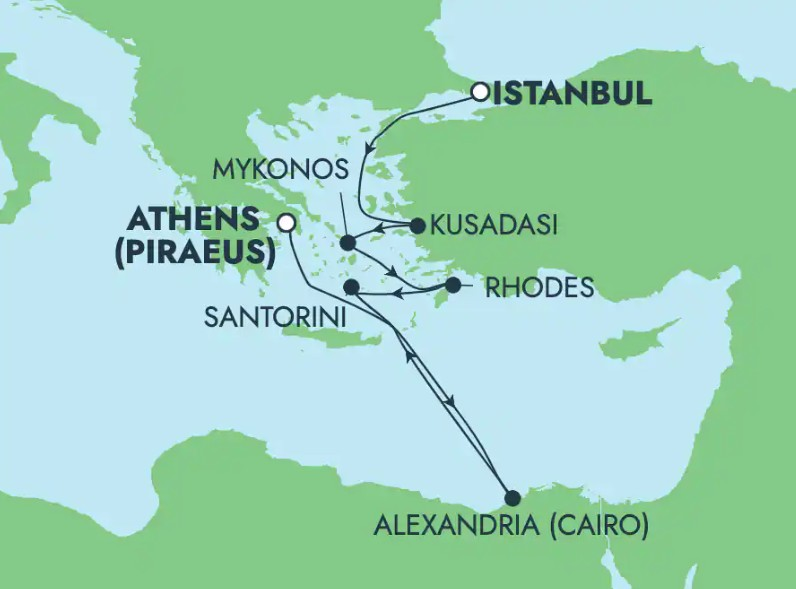 ISTANBUL
MYKONOS
ATHENS
(PIRAEUS)
KUSADASI
RHODES
SANTORINI
ALEXANDRIA (CAIRO)